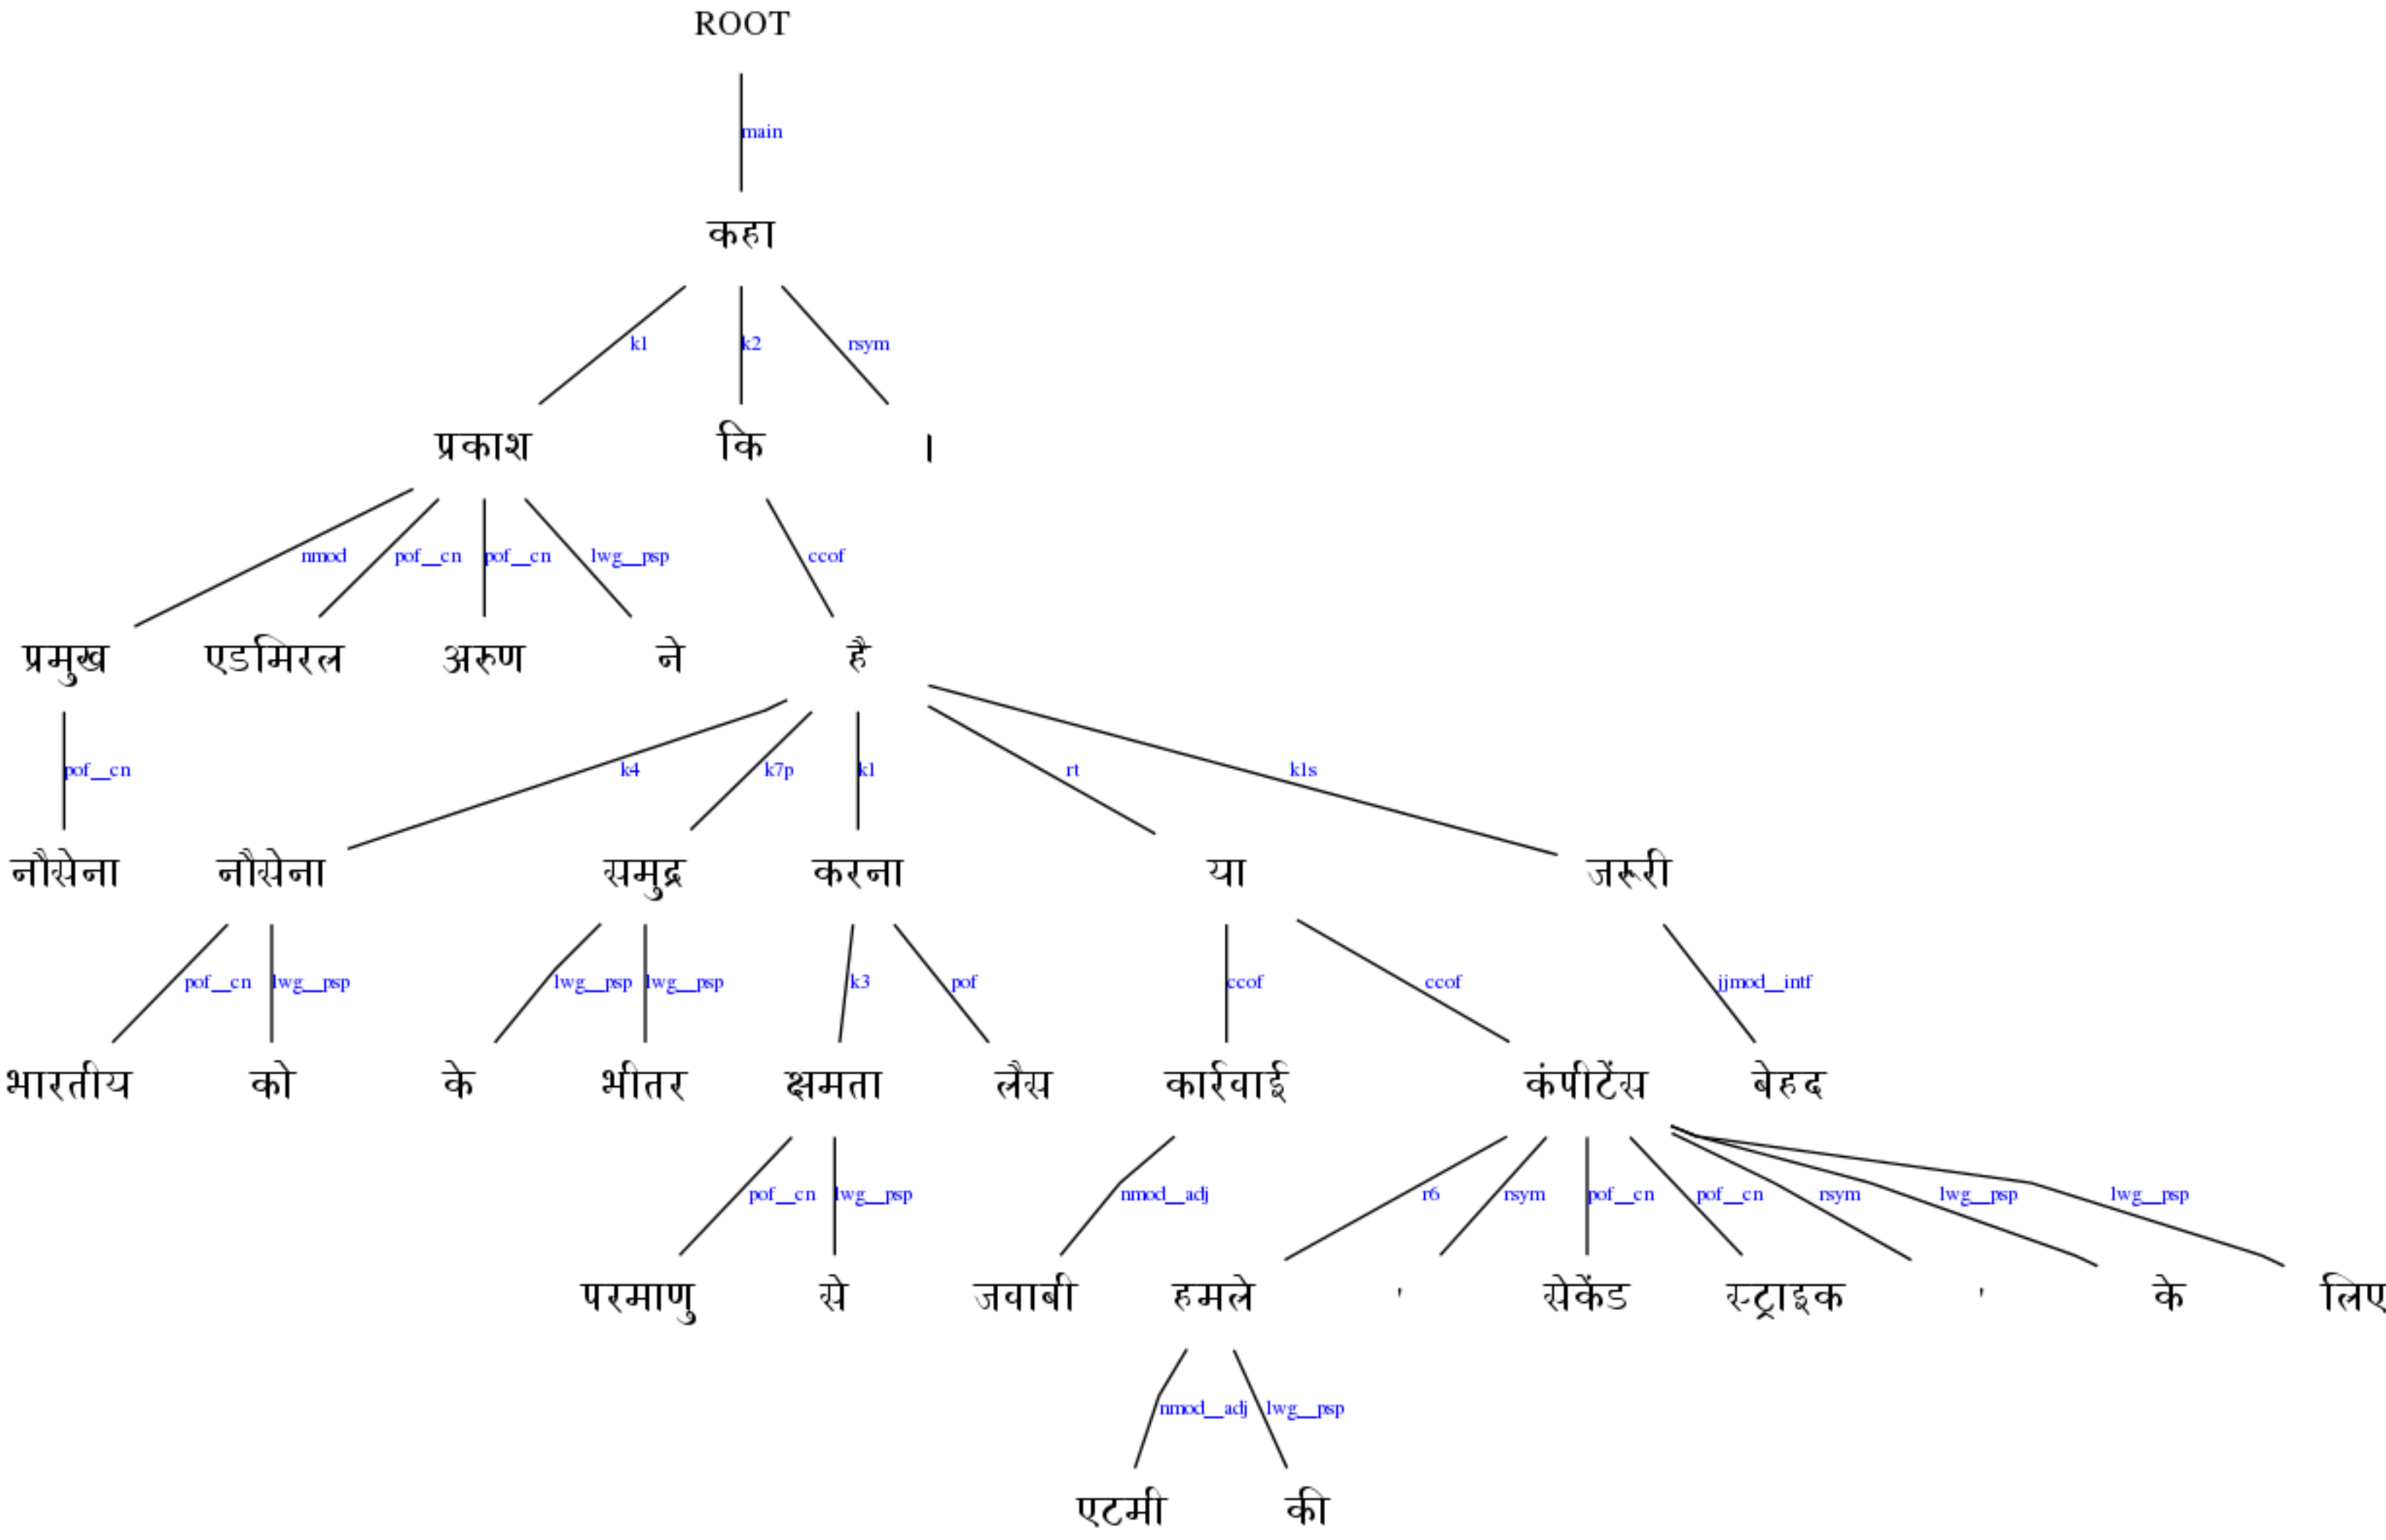 ROOT
main
कहा
k1 k2 rsym
प्रकाश कि ।
nmod pof__cn pof__cn lwg__psp ccof
प्रमुख एडमिरल अरुण ने है
pof__cn k4 k7p k1 rt k1s
नौसेना नौसेना समुद्र करना या जरूरी
pof__cn lwg__psp lwg__psp lwg__psp k3 pof ccof ccof jjmod__intf
भारतीय को के भीतर क्षमता लैस कार्रवाई कंपीटेंस बेहद
pof__cn lwg__psp nmod__adj r6 rsym pof__cn pof__cn rsym lwg__psp lwg__psp
परमाणु से जवाबी हमले ' सेकेंड स्ट्राइक ' के लिए
nmod__adj lwg__psp
एटमी की